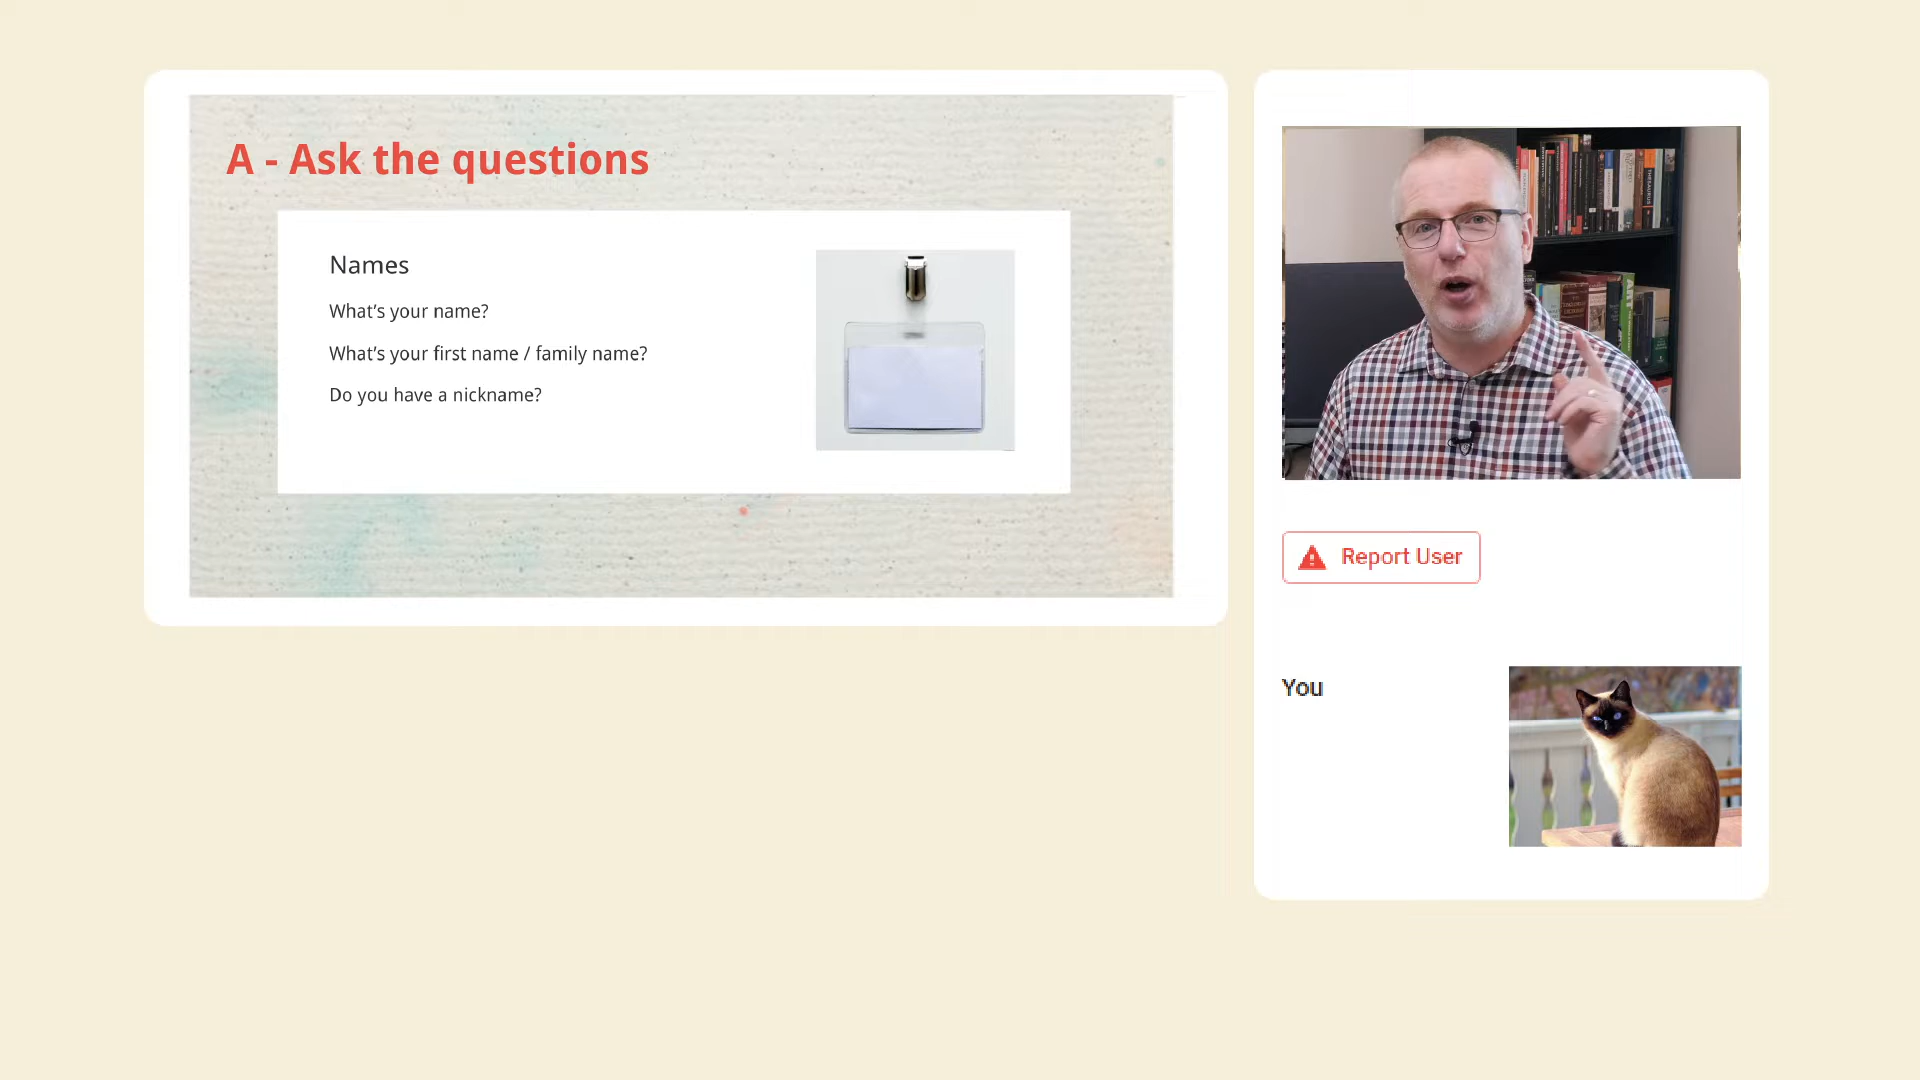 A - Ask the questions
Names
What’s your name?
What’s your first name / family name?
Do you have a nickname?
Report User
You